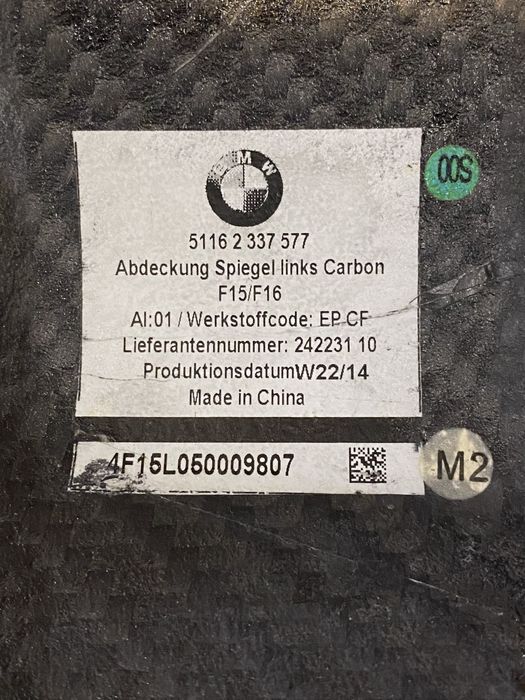 BMW
00S
5116 2 337 577
Abdeckung Spiegel links Carbon
F15/F16
AI:01 / Werkstoffcode: EP CF
Lieferantennummer: 242231 10
ProduktionsdatumW22/14
Made in China
4F15L050009807
M2